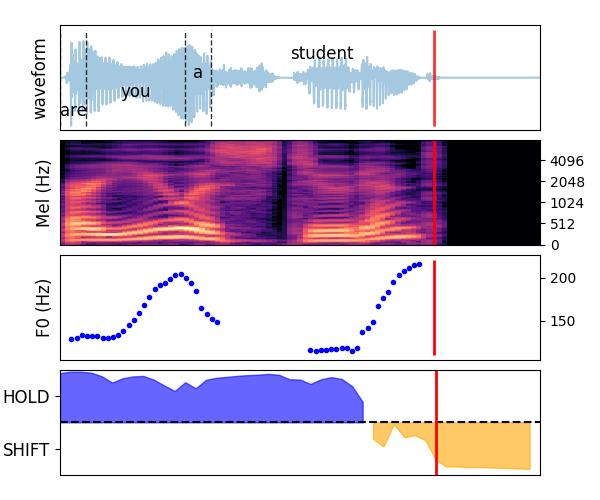 waveform
are
you
a
student
Mel (Hz)
4096
2048
1024
512
0
F0 (Hz)
200
150
HOLD
SHIFT